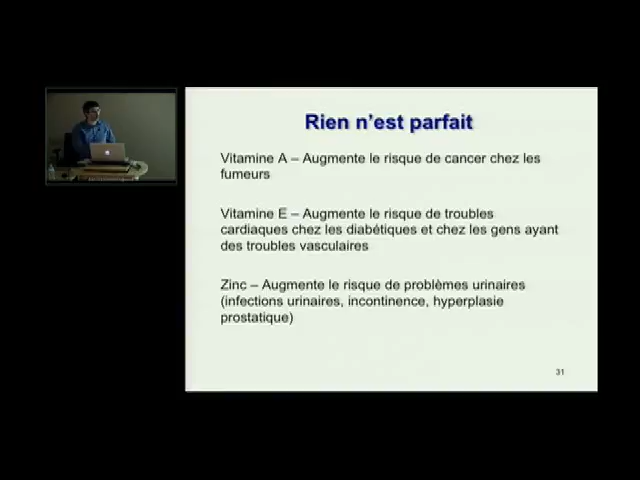 Rien n'est parfait
Vitamine A – Augmente le risque de cancer chez les
fumeurs
Vitamine E – Augmente le risque de troubles
cardiaques chez les diabétiques et chez les gens ayant
des troubles vasculaires
Zinc – Augmente le risque de problèmes urinaires
(infections urinaires, incontinence, hyperplasie
prostatique)
31